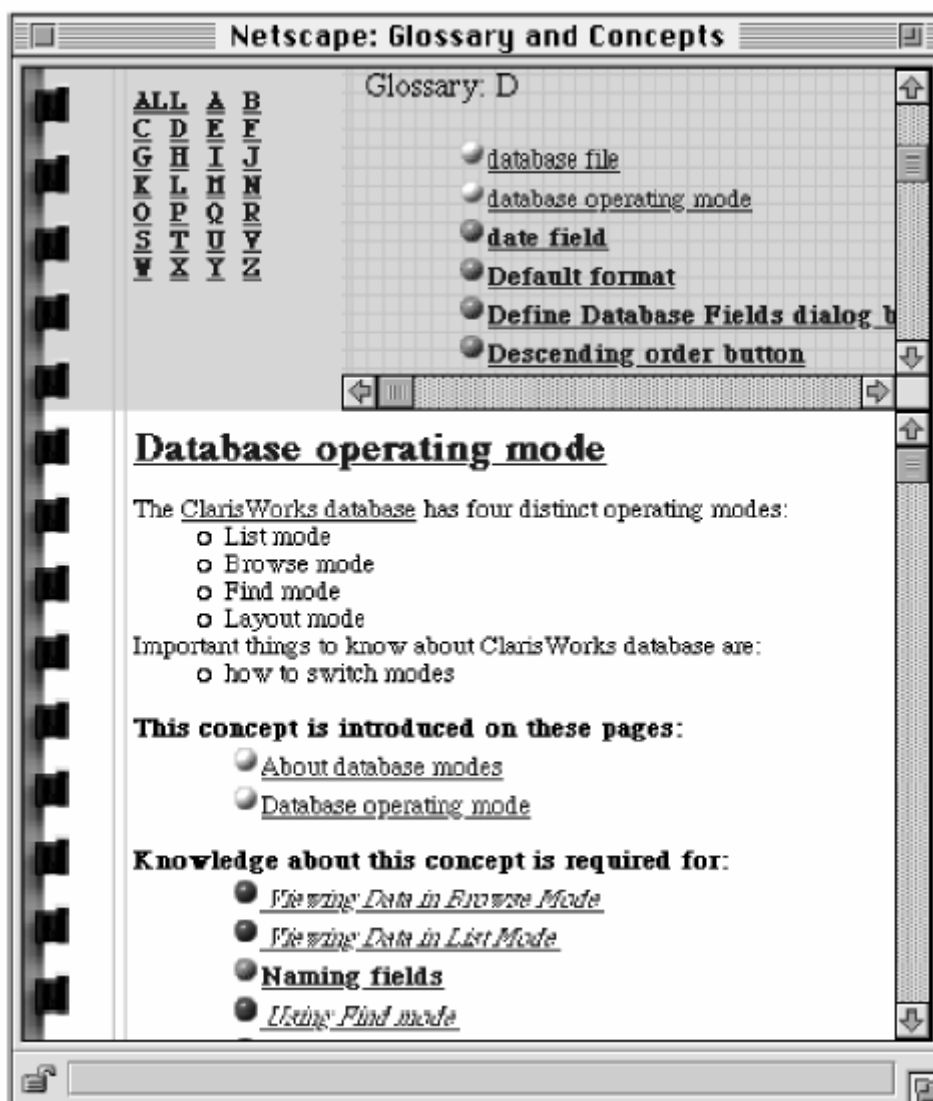 Netscape: Glossary and Concepts
ALL A B
C D E F
G H I J
K L M N
O P Q R
S T U V
W X Y Z
Glossary: D
database file
database operating mode
date field
Default format
Define Database Fields dialog b
Descending order button
Database operating mode
The ClarisWorks database has four distinct operating modes:
o List mode
o Browse mode
o Find mode
o Layout mode
Important things to know about ClarisWorks database are:
o how to switch modes
This concept is introduced on these pages:
About database modes
Database operating mode
Knowledge about this concept is required for:
Viewing Data in Browse Mode
Viewing Data in List Mode
Naming fields
Using Find mode